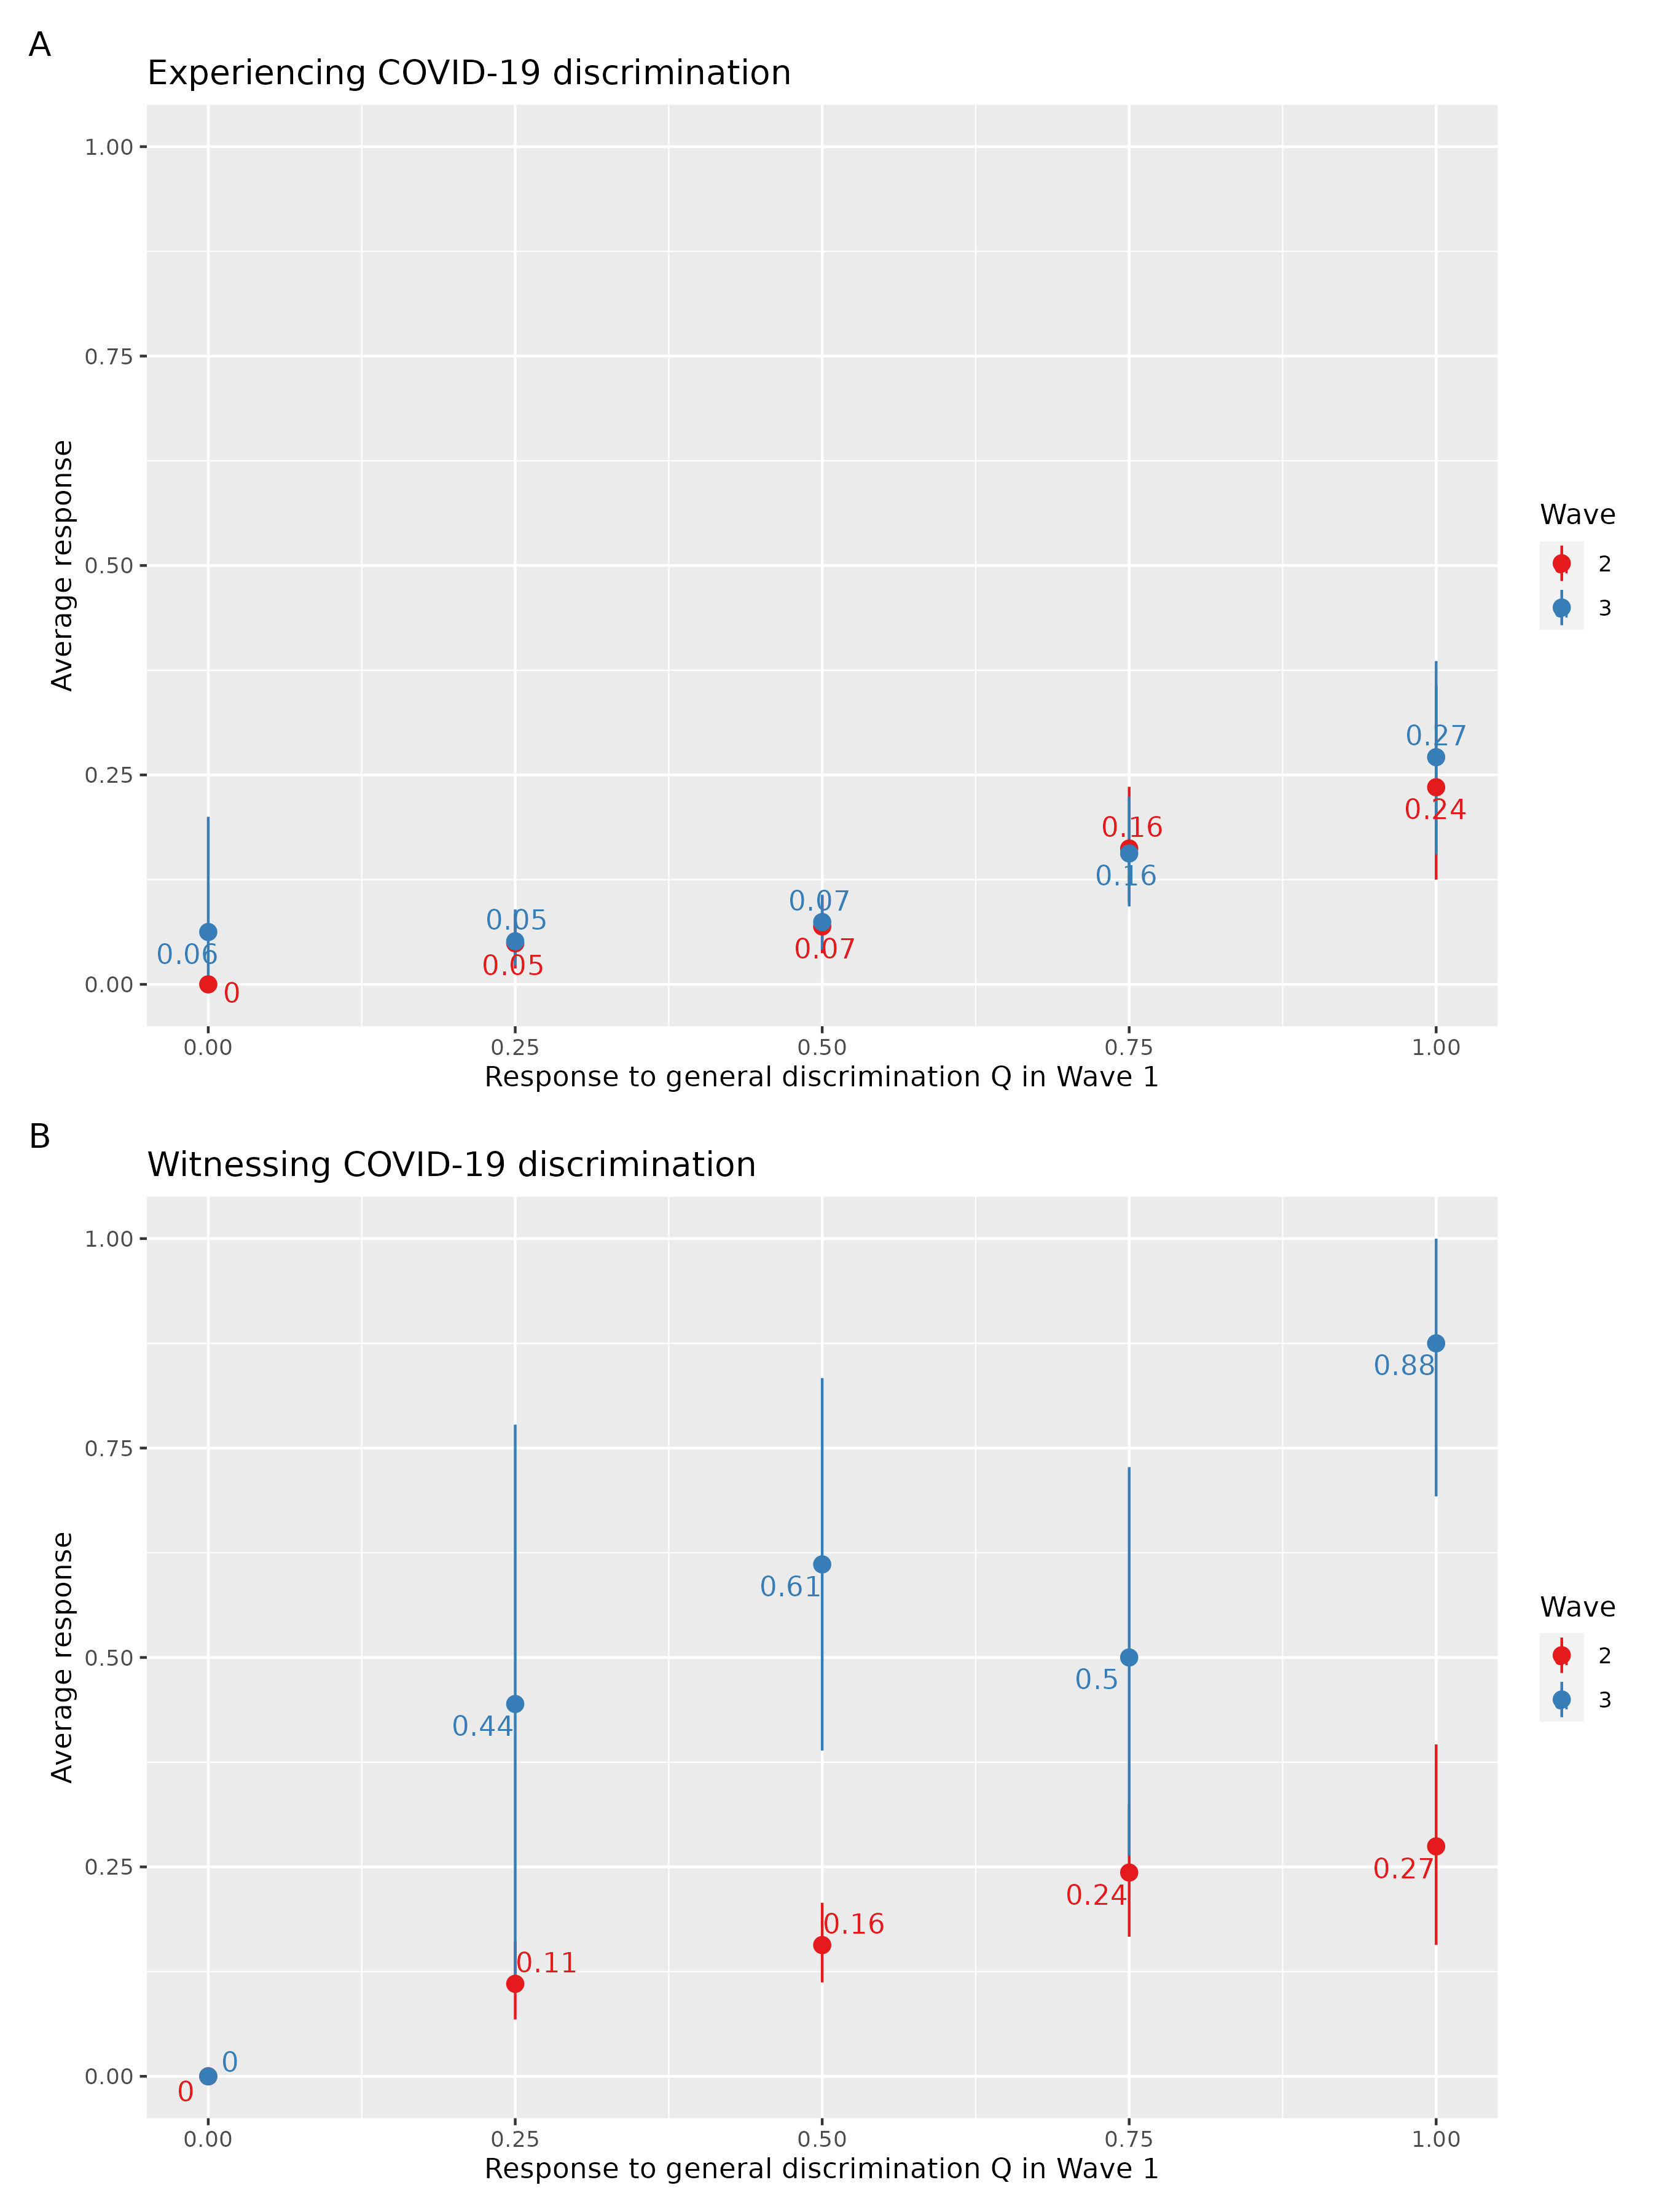 A
Experiencing COVID-19 discrimination
1.00
0.75
0.50
0.25
0.00
Average response
0.06
0
0.05
0.05
0.07
0.07
0.16
0.16
0.27
0.24
0.00 0.25 0.50 0.75 1.00
Response to general discrimination Q in Wave 1
Wave
2
3
B
Witnessing COVID-19 discrimination
1.00
0.75
0.50
0.25
0.00
Average response
0
0
0.44
0.11
0.61
0.16
0.5
0.24
0.88
0.27
0.00 0.25 0.50 0.75 1.00
Response to general discrimination Q in Wave 1
Wave
2
3